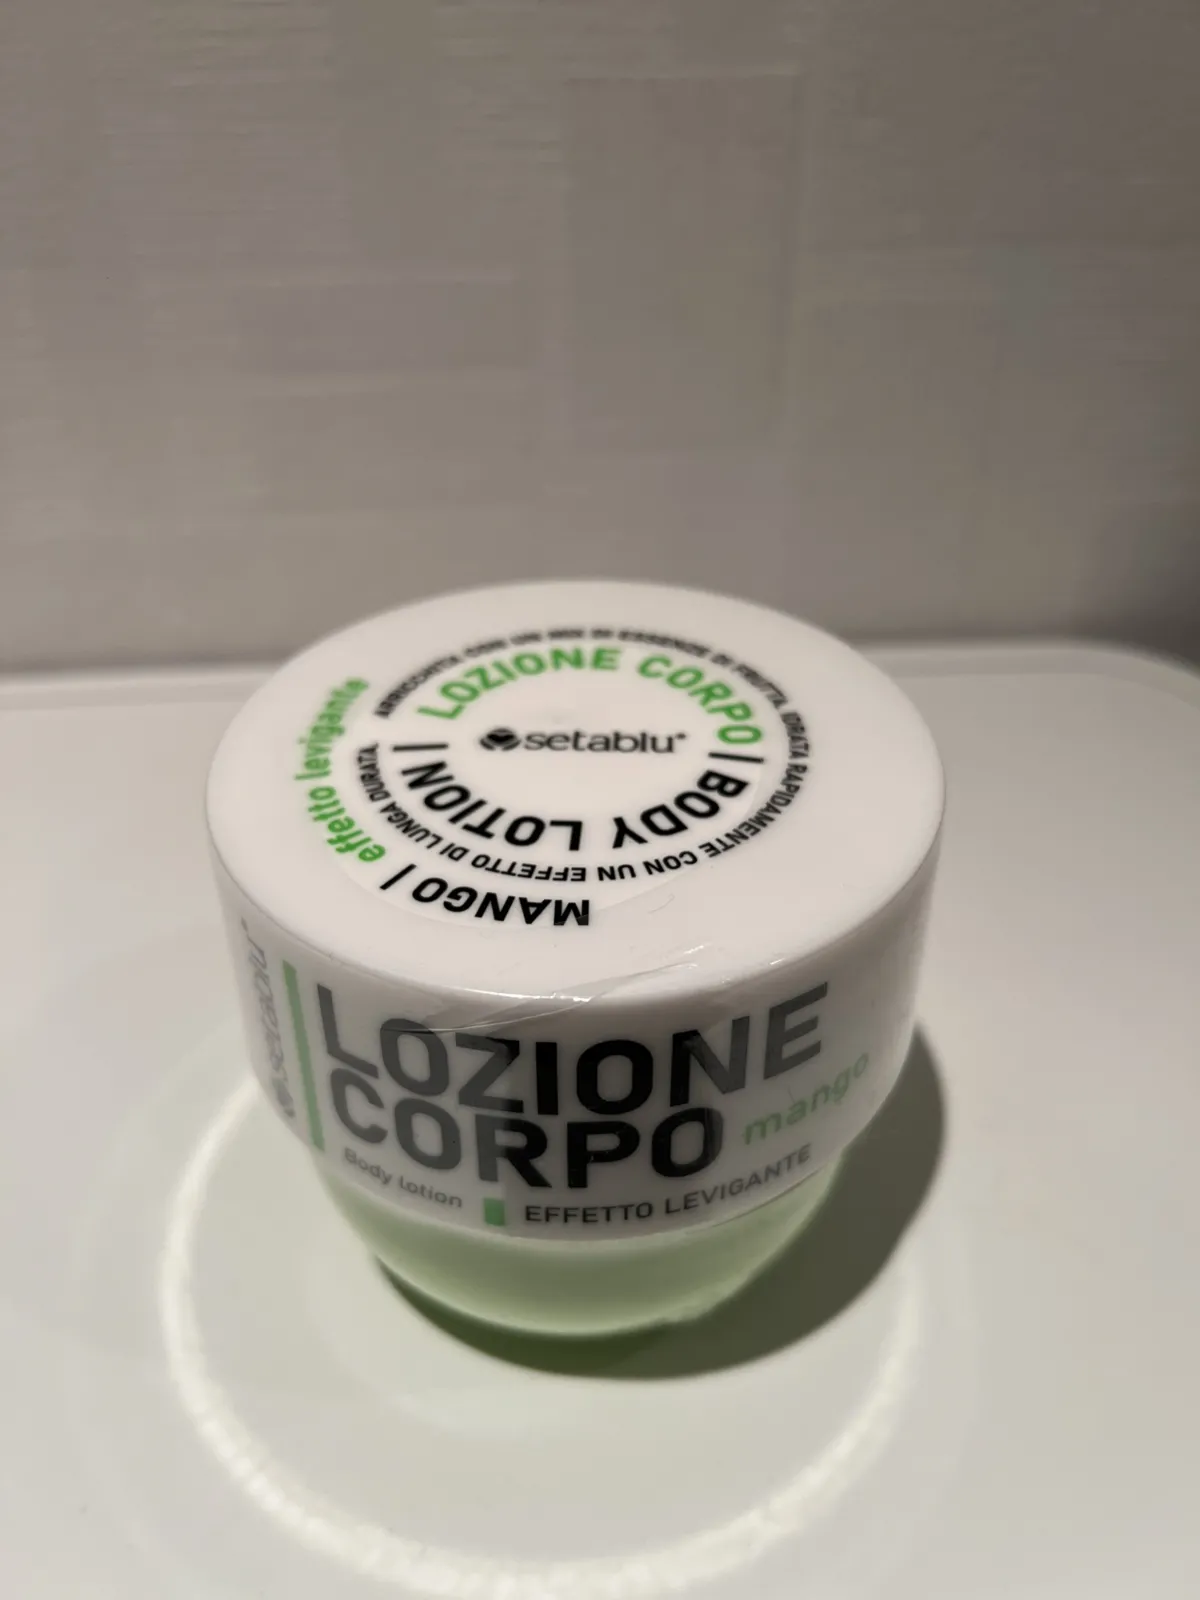 ARRICCHITA CON UN MIX DI ESSENZE DI FRUTTA, IDRATA RAPIDAMENTE CON UN EFFETTO DI LUNGA DURATA
LOZIONE CORPO | BODY LOTION |
setablu®
MANGO | effetto levigante
setablu®
LOZIONE
CORPO mango
Body lotion
EFFETTO LEVIGANTE